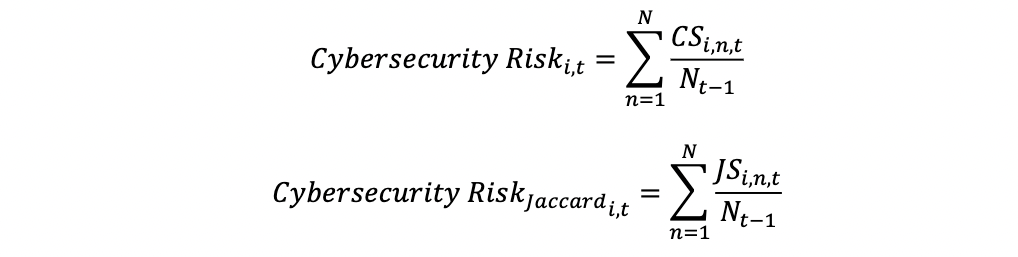 Cybersecurity Risk_{i,t} = \sum_{n=1}^{N} \frac{CS_{i,n,t}}{N_{t-1}}
Cybersecurity Risk_{Jaccard_{i,t}} = \sum_{n=1}^{N} \frac{JS_{i,n,t}}{N_{t-1}}